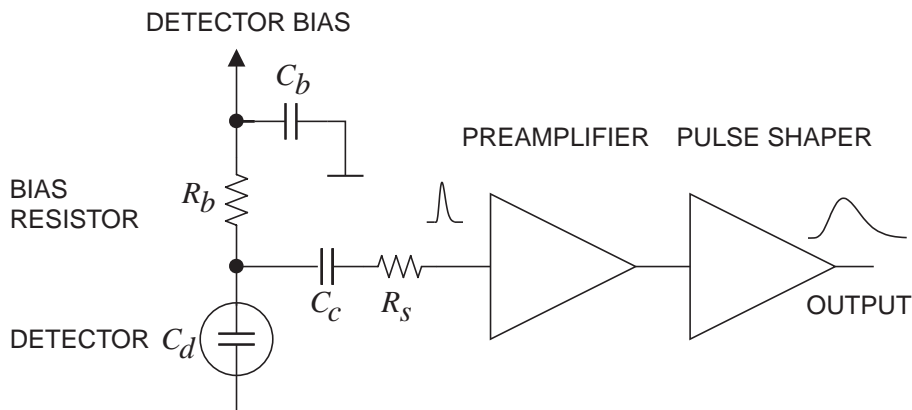 DETECTOR BIAS
C_b
PREAMPLIFIER PULSE SHAPER
BIAS
RESISTOR
R_b
C_c
R_s
OUTPUT
DETECTOR
C_d